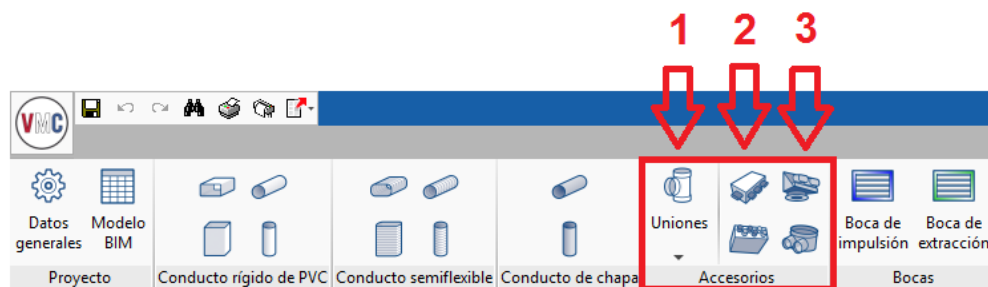 1 2 3
VMC
Datos generales
Modelo BIM
Uniones
Boca de impulsión
Boca de extracción
Proyecto
Conducto rígido de PVC
Conducto semiflexible
Conducto de chapa
Accesorios
Bocas